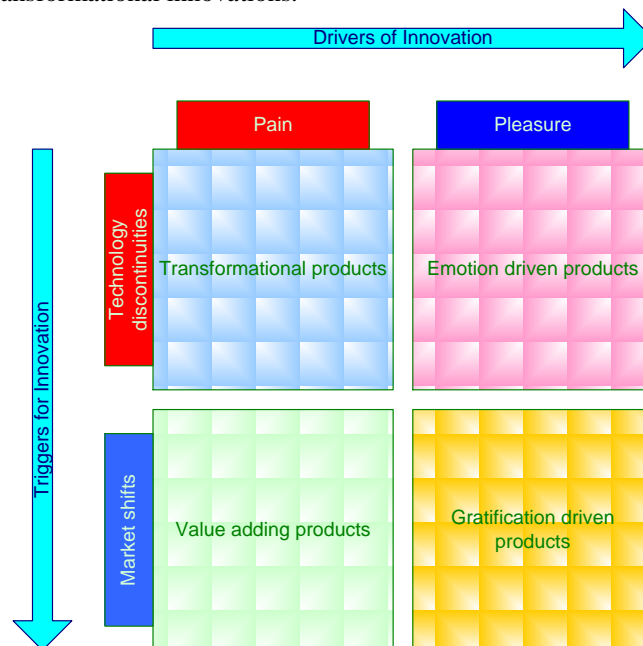 Drivers of Innovation
Pain
Pleasure
Triggers for Innovation
Technology
discontinuities
Transformational products
Emotion driven products
Market shifts
Value adding products
Gratification driven
products